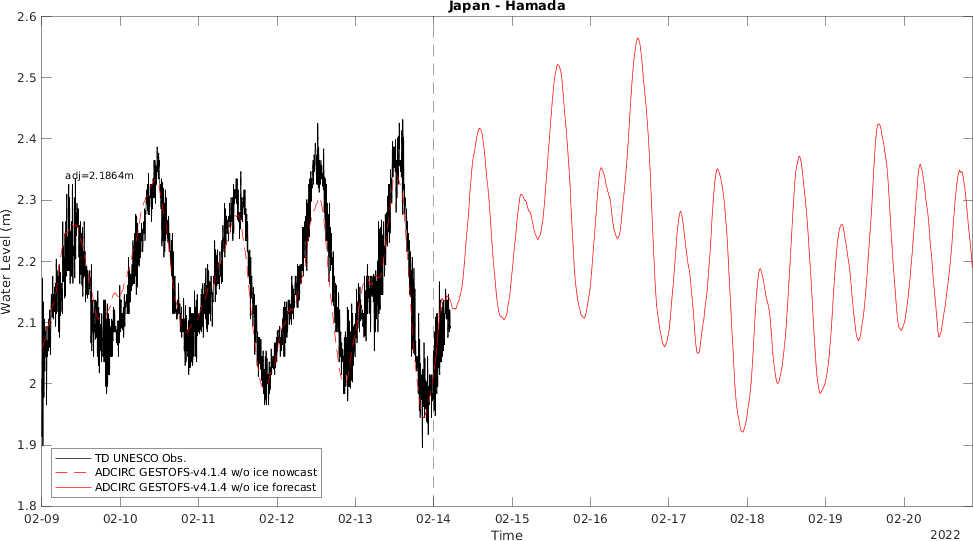 Japan - Hamada
2.6
2.5
2.4
2.3
2.2
2.1
2
1.9
1.8
Water Level (m)
adj=2.1864m
TD UNESCO Obs.
ADCIRC GESTOFS-v4.1.4 w/o ice nowcast
ADCIRC GESTOFS-v4.1.4 w/o ice forecast
02-09 02-10 02-11 02-12 02-13 02-14 02-15 02-16 02-17 02-18 02-19 02-20
Time
2022